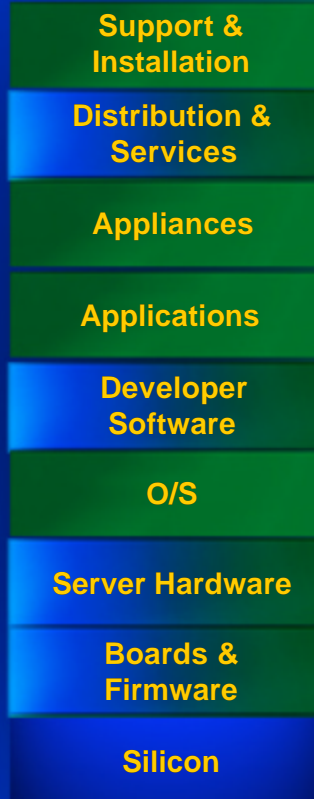 Support &
Installation
Distribution &
Services
Appliances
Applications
Developer
Software
O/S
Server Hardware
Boards &
Firmware
Silicon